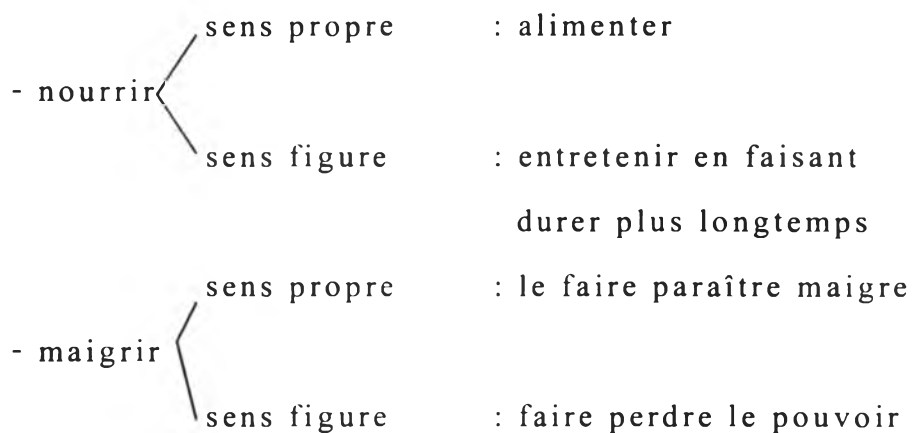 sens propre : alimenter
- nourrir
sens figure : entretenir en faisant
durer plus longtemps
sens propre : le faire paraître maigre
- maigrir
sens figure : faire perdre le pouvoir